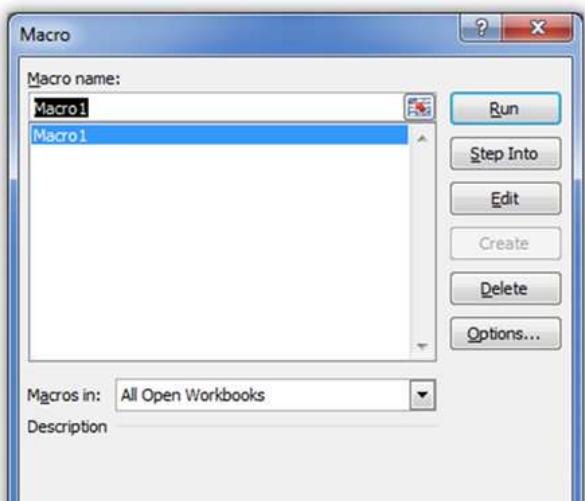 Macro
Macro name:
Macro1
Macro1
Run
Step Into
Edit
Create
Delete
Options...
Macros in: All Open Workbooks
Description